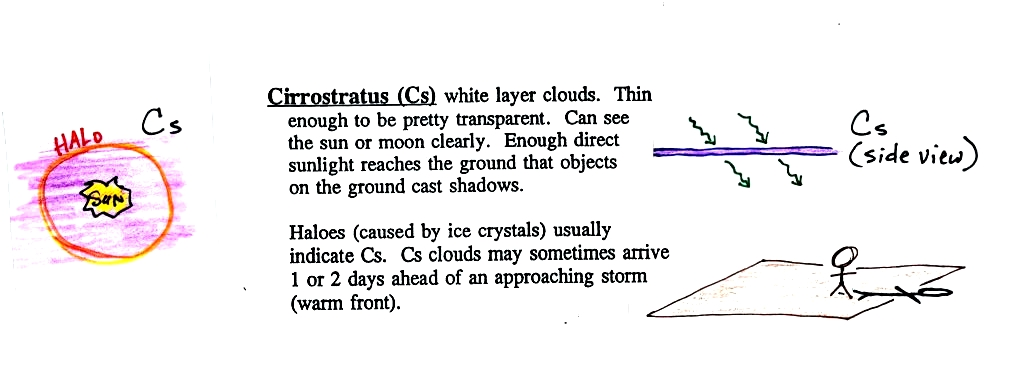 HALO
Cs
SUN
Cirrostratus (Cs) white layer clouds. Thin
enough to be pretty transparent. Can see
the sun or moon clearly. Enough direct
sunlight reaches the ground that objects
on the ground cast shadows.
Haloes (caused by ice crystals) usually
indicate Cs. Cs clouds may sometimes arrive
1 or 2 days ahead of an approaching storm
(warm front).
Cs
(side view)